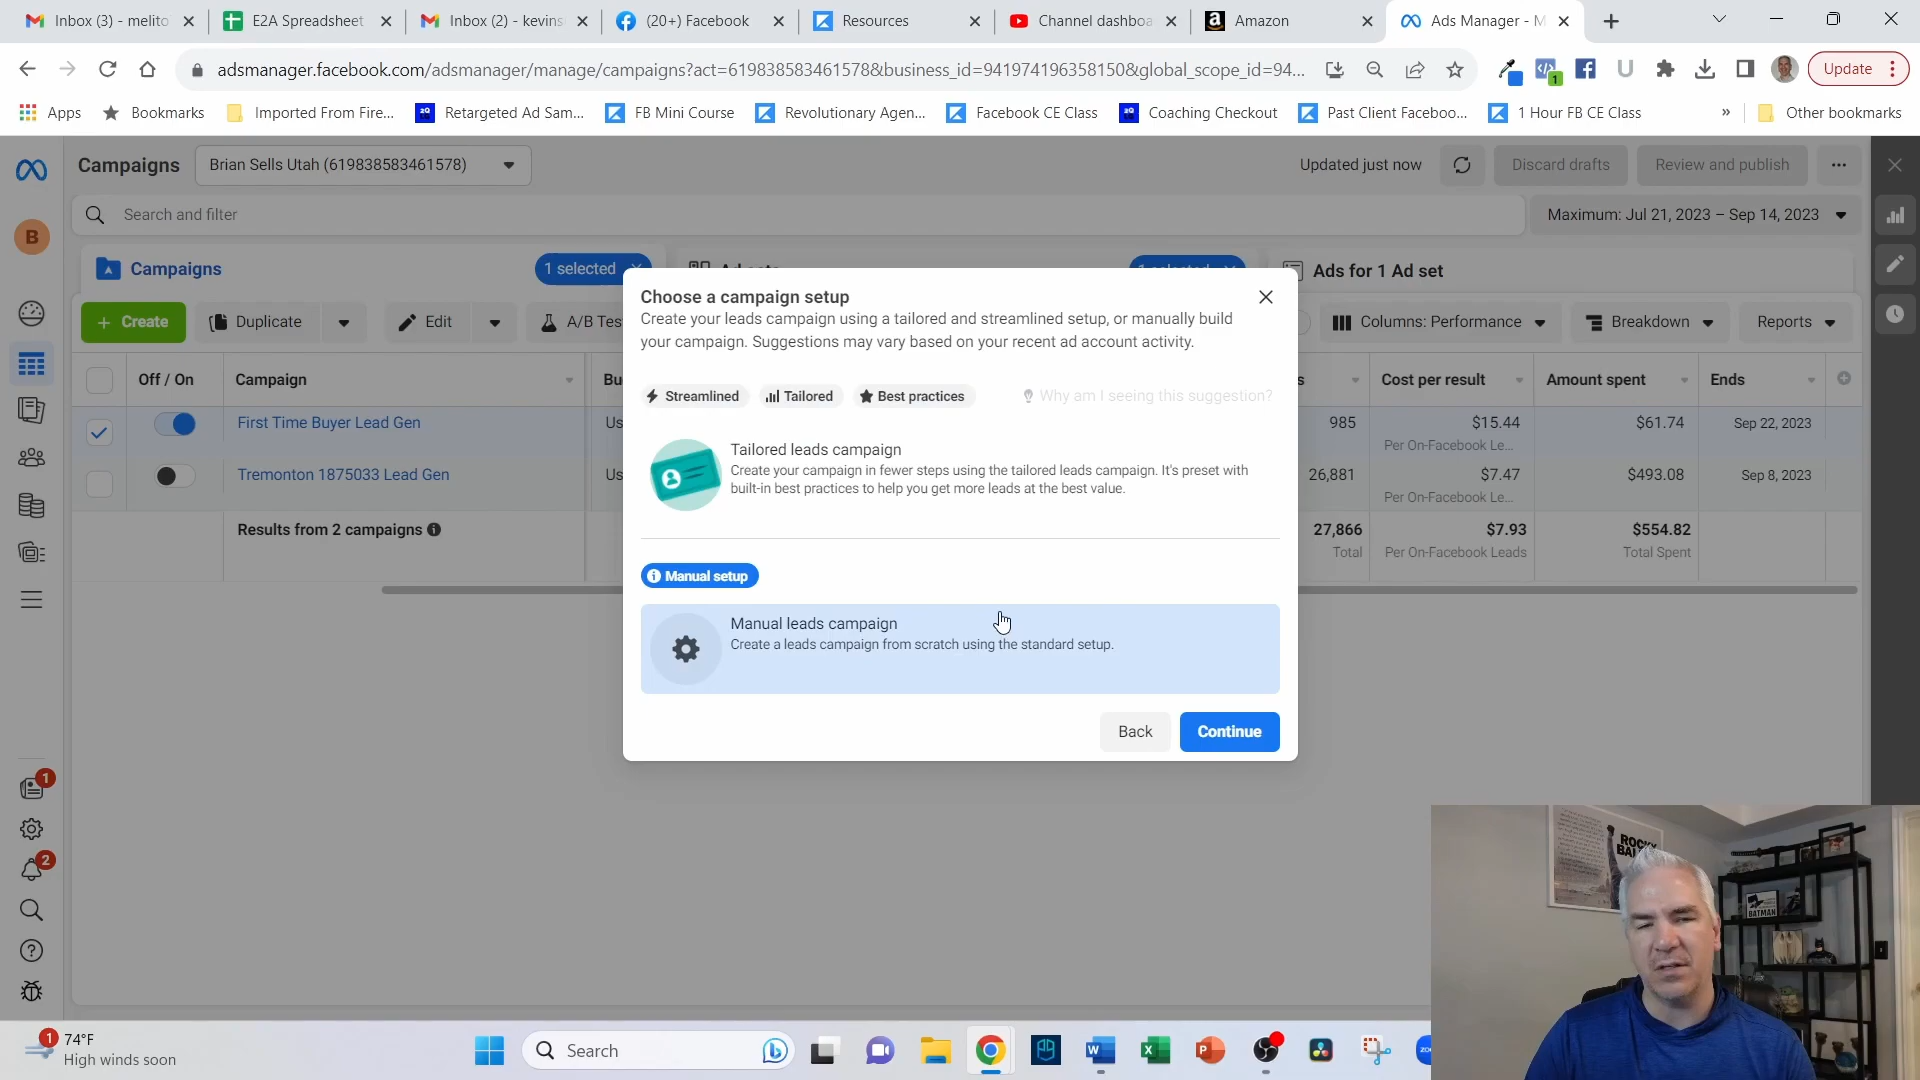 Inbox (3) - melito
E2A Spreadsheet
Inbox (2) - kevins
(20+) Facebook
Resources
Channel dashboa
Amazon
Ads Manager - M
adsmanager.facebook.com/adsmanager/manage/campaigns?act=619838583461578&business_id=941974196358150&global_scope_id=94...
1
Update
Apps
Bookmarks
Imported From Fire...
Retargeted Ad Sam...
FB Mini Course
Revolutionary Agen...
Facebook CE Class
Coaching Checkout
Past Client Faceboo...
1 Hour FB CE Class
»
Other bookmarks
Campaigns
Brian Sells Utah (619838583461578)
Updated just now
Discard drafts
Review and publish
Search and filter
Maximum: Jul 21, 2023 – Sep 14, 2023
B
Campaigns
1 selected
Ads for 1 Ad set
+ Create
Duplicate
Edit
A/B Tes
Columns: Performance
Breakdown
Reports
Off / On
Campaign
Bu
s
Cost per result
Amount spent
Ends
First Time Buyer Lead Gen
Us
985
$15.44
Per On-Facebook Le...
$61.74
Sep 22, 2023
Tremonton 1875033 Lead Gen
Us
26,881
$7.47
Per On-Facebook Le...
$493.08
Sep 8, 2023
Results from 2 campaigns
27,866
Total
$7.93
Per On-Facebook Leads
$554.82
Total Spent
Choose a campaign setup
Create your leads campaign using a tailored and streamlined setup, or manually build
your campaign. Suggestions may vary based on your recent ad account activity.
Streamlined
Tailored
Best practices
Why am I seeing this suggestion?
Tailored leads campaign
Create your campaign in fewer steps using the tailored leads campaign. It's preset with
built-in best practices to help you get more leads at the best value.
Manual setup
Manual leads campaign
Create a leads campaign from scratch using the standard setup.
Back
Continue
1
2
ROCKY
BATMAN
1
74°F
High winds soon
Search